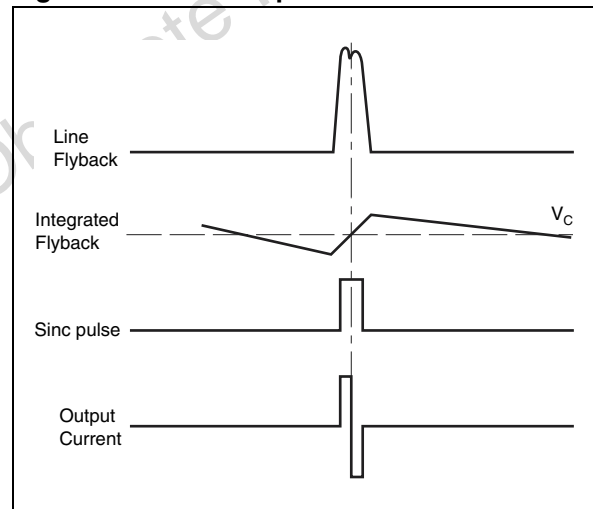 Line
Flyback
Integrated
Flyback
V_C
Sinc pulse
Output
Current